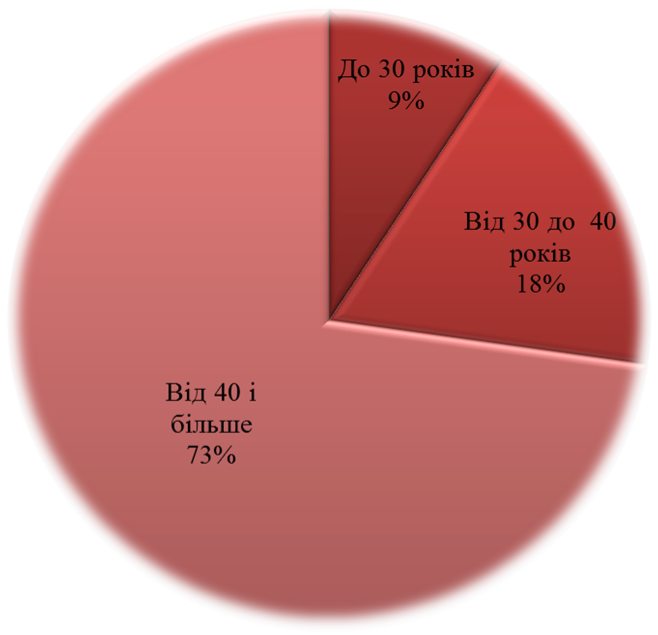 До 30 років
9%
Від 30 до 40
років
18%
Від 40 і
більше
73%